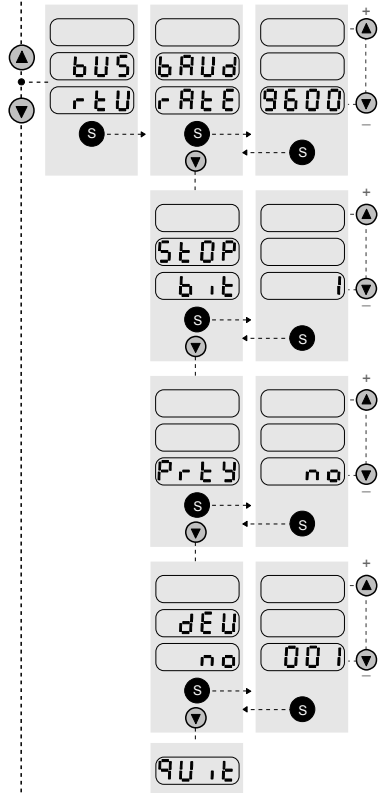 +
bUS bAUd
rtU rAtE 9600
S S
– S
+
StOP
bit 1
S
– S
+
PrtY no
–
S
S
+
dEU
no 001
–
S
S
qUit